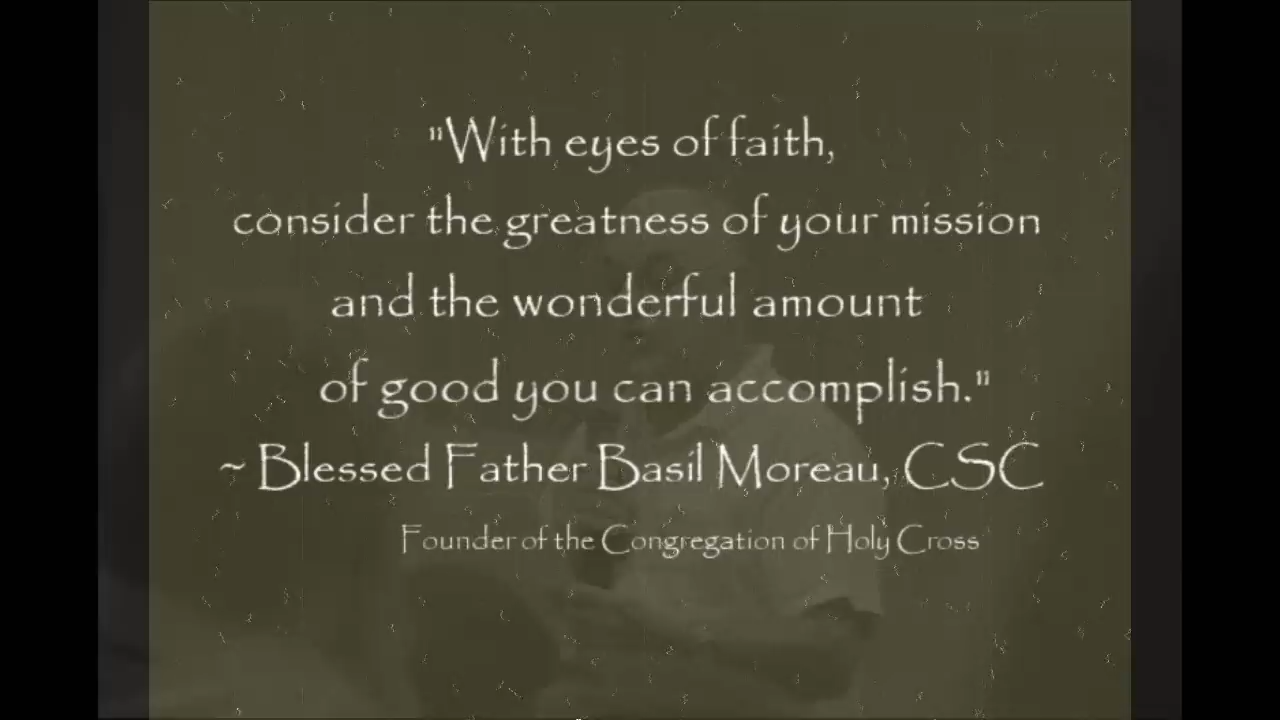 "With eyes of faith,
consider the greatness of your mission
and the wonderful amount
of good you can accomplish."
~ Blessed Father Basil Moreau, CSC
Founder of the Congregation of Holy Cross